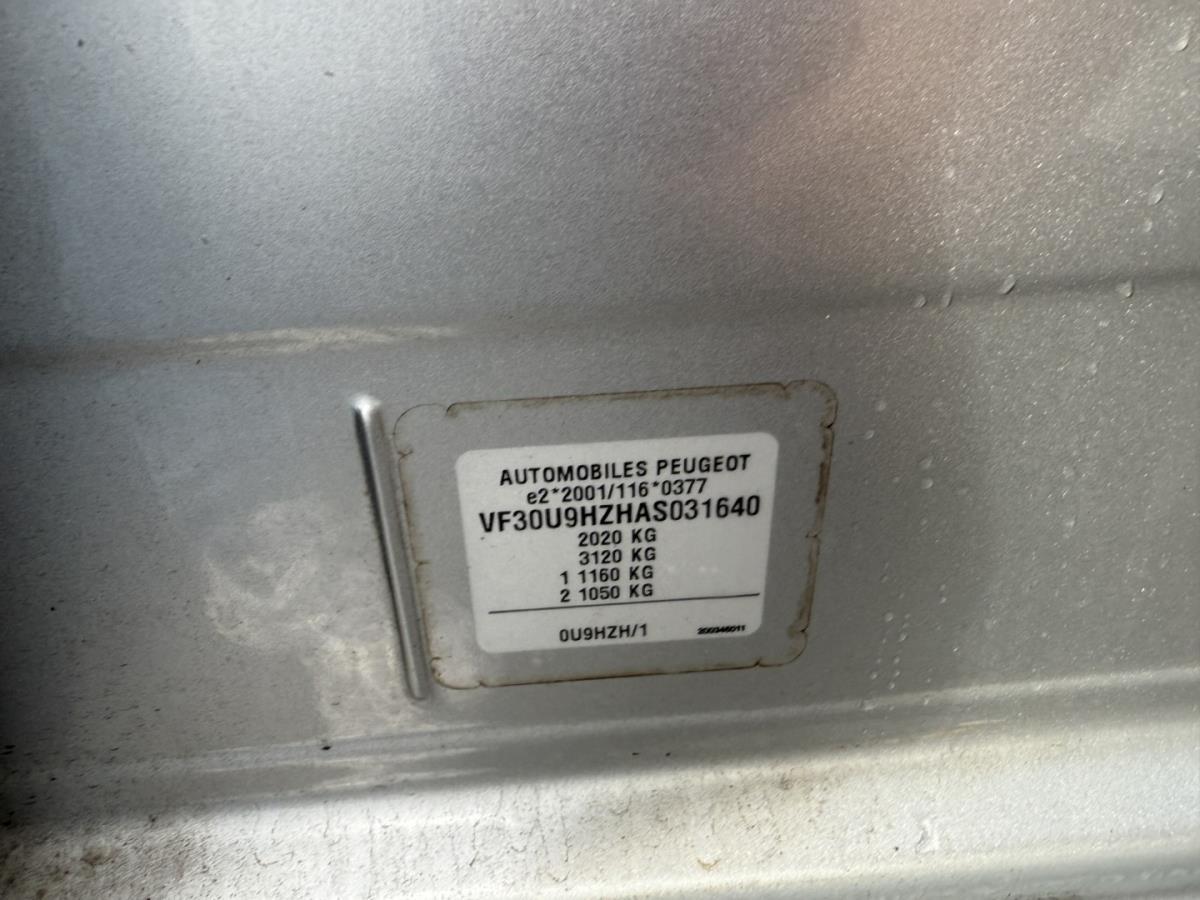 AUTOMOBILES PEUGEOT
e2*2001/116*0377
VF30U9HZHAS031640
2020 KG
3120 KG
1 1160 KG
2 1050 KG
0U9HZH/1